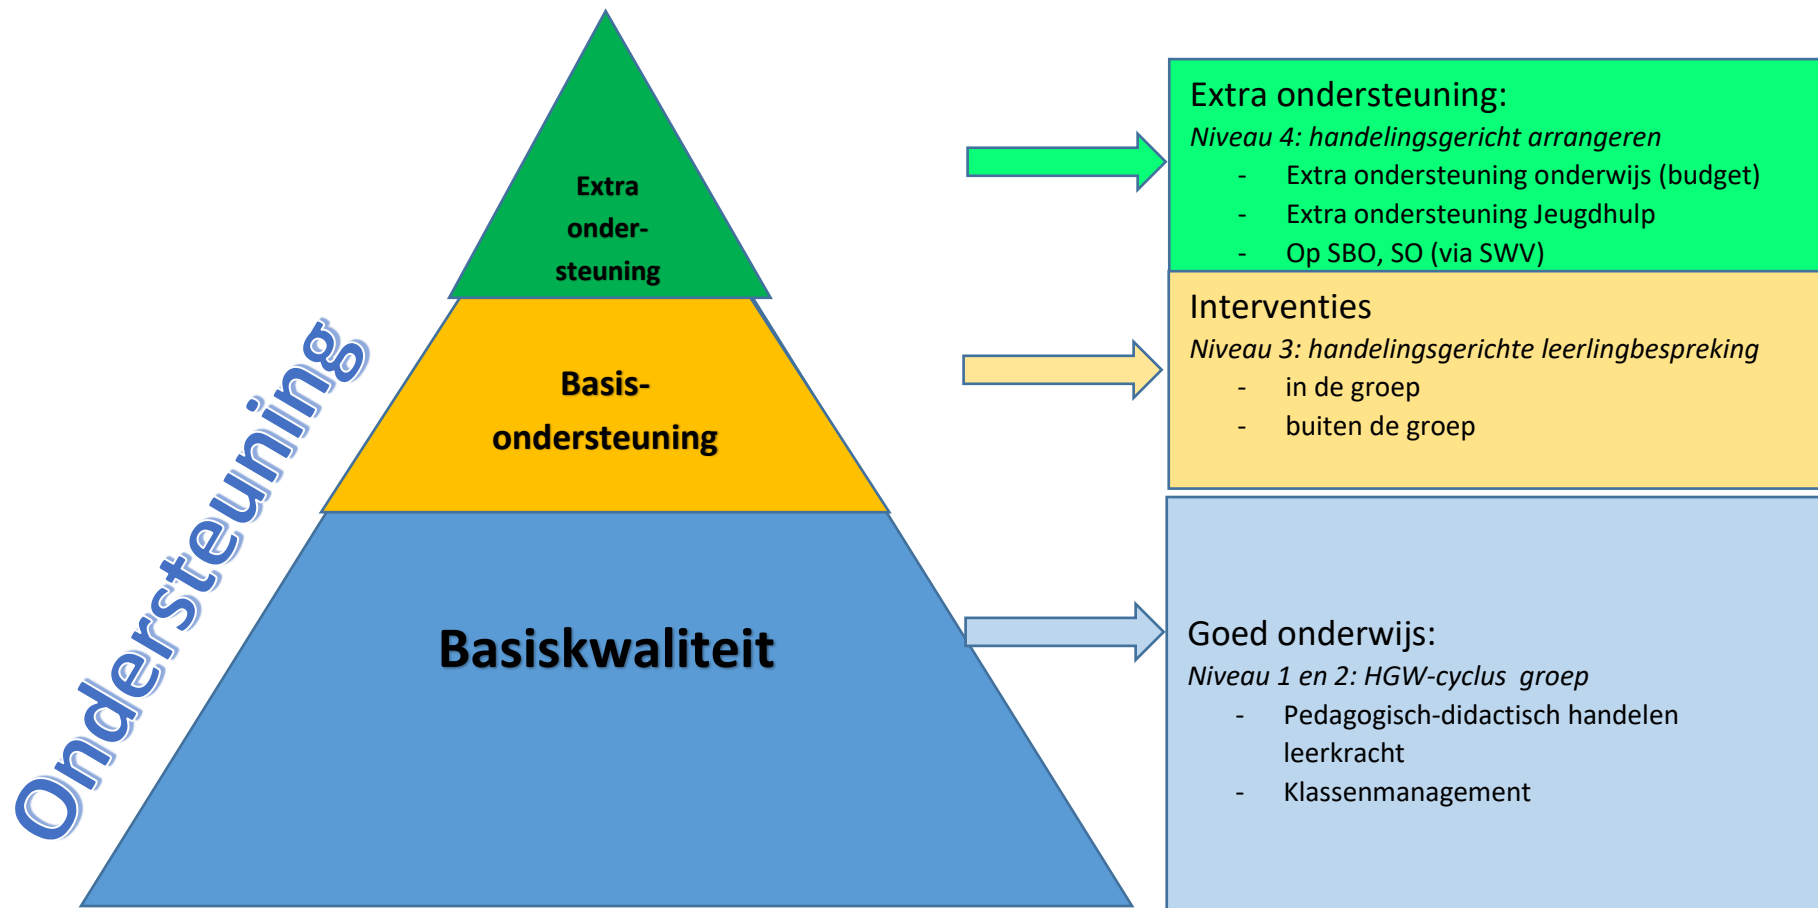 Ondersteuning
Extra
onder-
steuning
Basis-
ondersteuning
Basiskwaliteit
Extra ondersteuning:
Niveau 4: handelingsgericht arrangeren
- Extra ondersteuning onderwijs (budget)
- Extra ondersteuning Jeugdhulp
- Op SBO, SO (via SWV)
Interventies
Niveau 3: handelingsgerichte leerlingbespreking
- in de groep
- buiten de groep
Goed onderwijs:
Niveau 1 en 2: HGW-cyclus  groep
- Pedagogisch-didactisch handelen
leerkracht
- Klassenmanagement